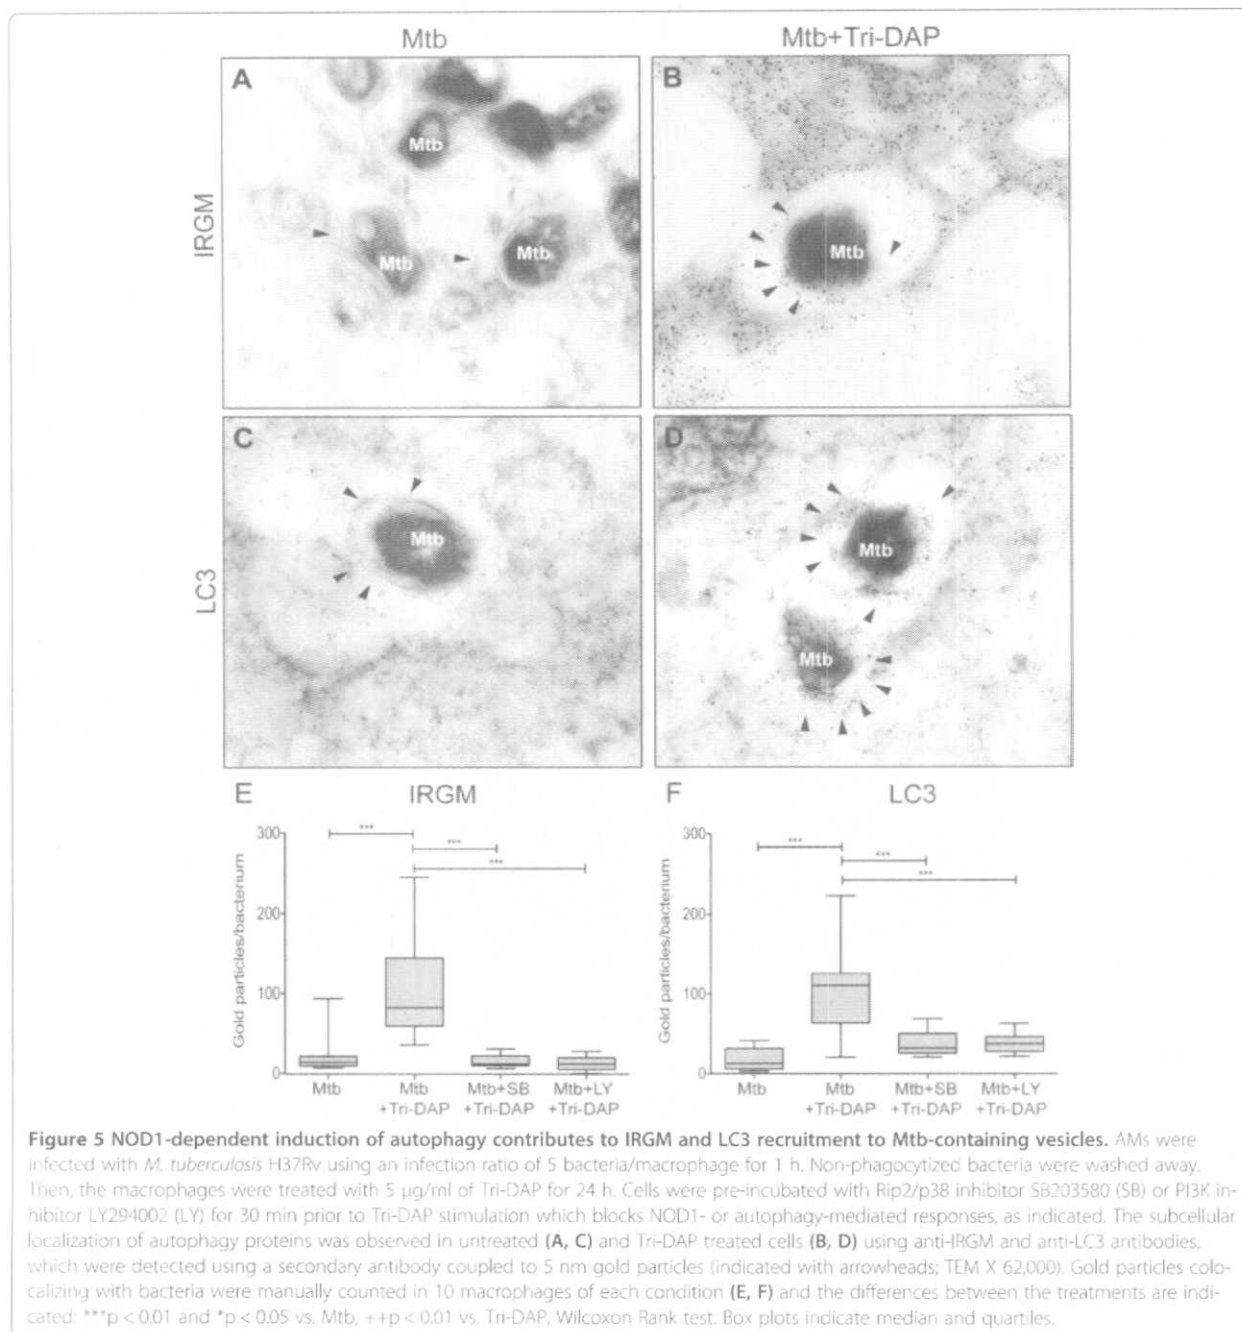 Mtb
Mtb+Tri-DAP
IRGM
A
Mtb
Mtb
Mtb
B
Mtb
LC3
C
Mtb
D
Mtb
Mtb
E
IRGM
Gold particles/bacterium
300
200
100
0
***
***
***
Mtb
Mtb
+Tri-DAP
Mtb+SB
+Tri-DAP
Mtb+LY
+Tri-DAP
F
LC3
Gold particles/bacterium
300
200
100
0
***
***
***
Mtb
Mtb
+Tri-DAP
Mtb+SB
+Tri-DAP
Mtb+LY
+Tri-DAP
Figure 5 NOD1-dependent induction of autophagy contributes to IRGM and LC3 recruitment to Mtb-containing vesicles. AMs were
infected with M. tuberculosis H37Rv using an infection ratio of 5 bacteria/macrophage for 1 h. Non-phagocytized bacteria were washed away.
Then, the macrophages were treated with 5 μg/ml of Tri-DAP for 24 h. Cells were pre-incubated with Rip2/p38 inhibitor SB203580 (SB) or PI3K in-
hibitor LY294002 (LY) for 30 min prior to Tri-DAP stimulation which blocks NOD1- or autophagy-mediated responses, as indicated. The subcellular
localization of autophagy proteins was observed in untreated (A, C) and Tri-DAP treated cells (B, D) using anti-IRGM and anti-LC3 antibodies,
which were detected using a secondary antibody coupled to 5 nm gold particles (indicated with arrowheads; TEM X 62,000). Gold particles colo-
calizing with bacteria were manually counted in 10 macrophages of each condition (E, F) and the differences between the treatments are indi-
cated: ***p < 0.01 and *p < 0.05 vs. Mtb, ++p < 0.01 vs. Tri-DAP, Wilcoxon Rank test. Box plots indicate median and quartiles.